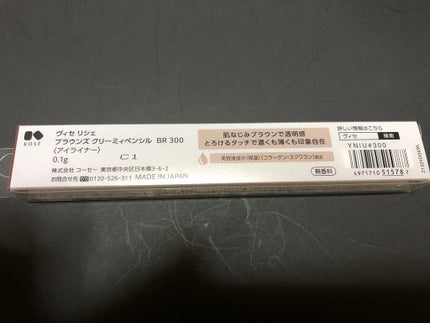 KOSÉ
ヴィセ リシェ
ブラウンズ クリーミィペンシル BR 300
(アイライナー)
0.1g
C1
株式会社 コーセー 東京都中央区日本橋3-6-2
お問合せ先 0120-526-311 MADE IN JAPAN
肌なじみブラウンで透明感
とろけるタッチで濃くも薄くも印象自在
美容液成分(保湿)〔コラーゲン・スクワラン〕配合
無香料
詳しい情報はこちら
ヴィセ 検索
YNIU#300
4971710 515787